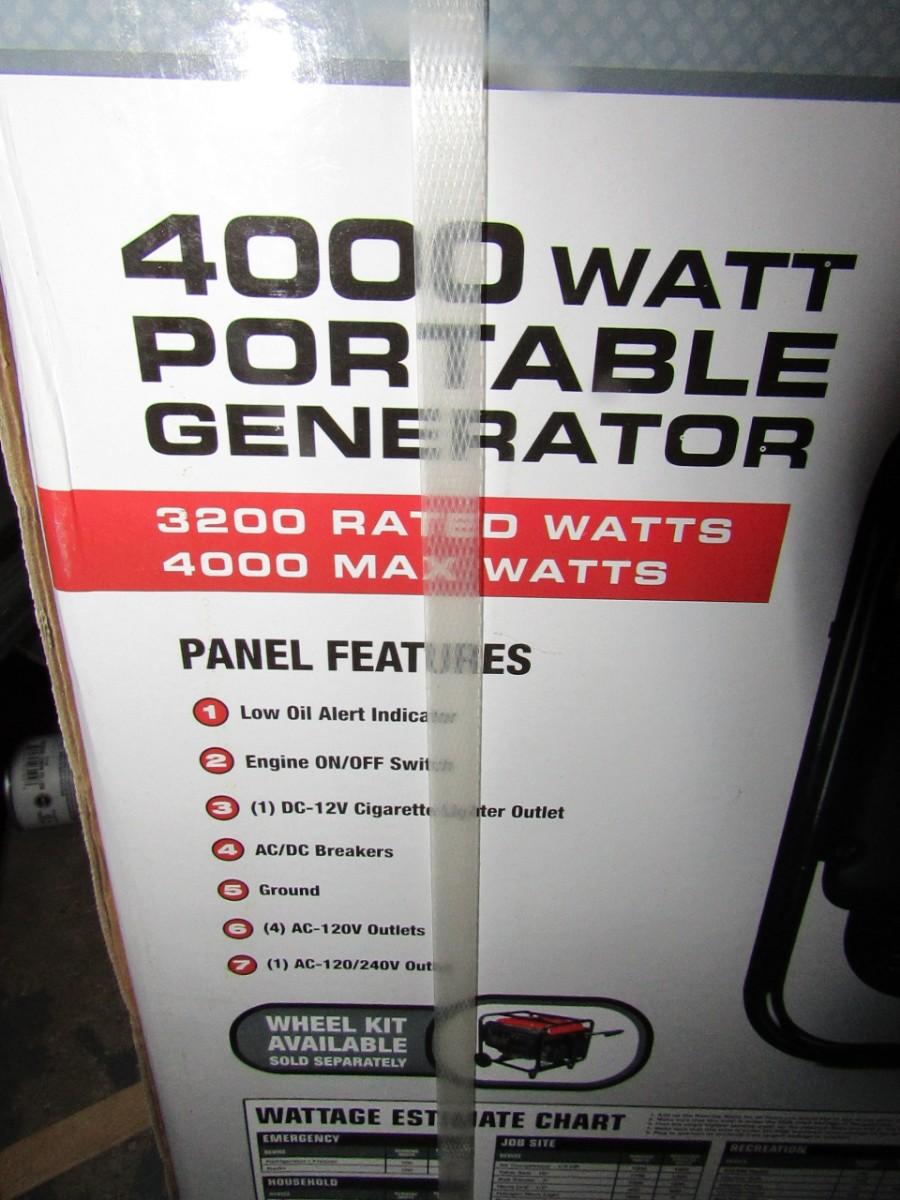 4000 WATT
PORTABLE
GENERATOR
3200 RATED WATTS
4000 MAX WATTS
PANEL FEATURES
1 Low Oil Alert Indicator
2 Engine ON/OFF Switch
3 (1) DC-12V Cigarette Lighter Outlet
4 AC/DC Breakers
5 Ground
6 (4) AC-120V Outlets
7 (1) AC-120/240V Outlet
WHEEL KIT
AVAILABLE
SOLD SEPARATELY
WATTAGE ESTIMATE CHART
EMERGENCY
JOB SITE
RECREATION
HOUSEHOLD